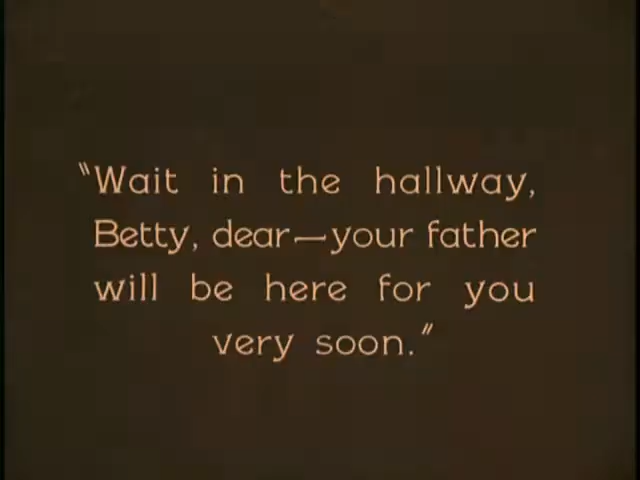 "Wait in the hallway,
Betty, dear—your father
will be here for you
very soon."